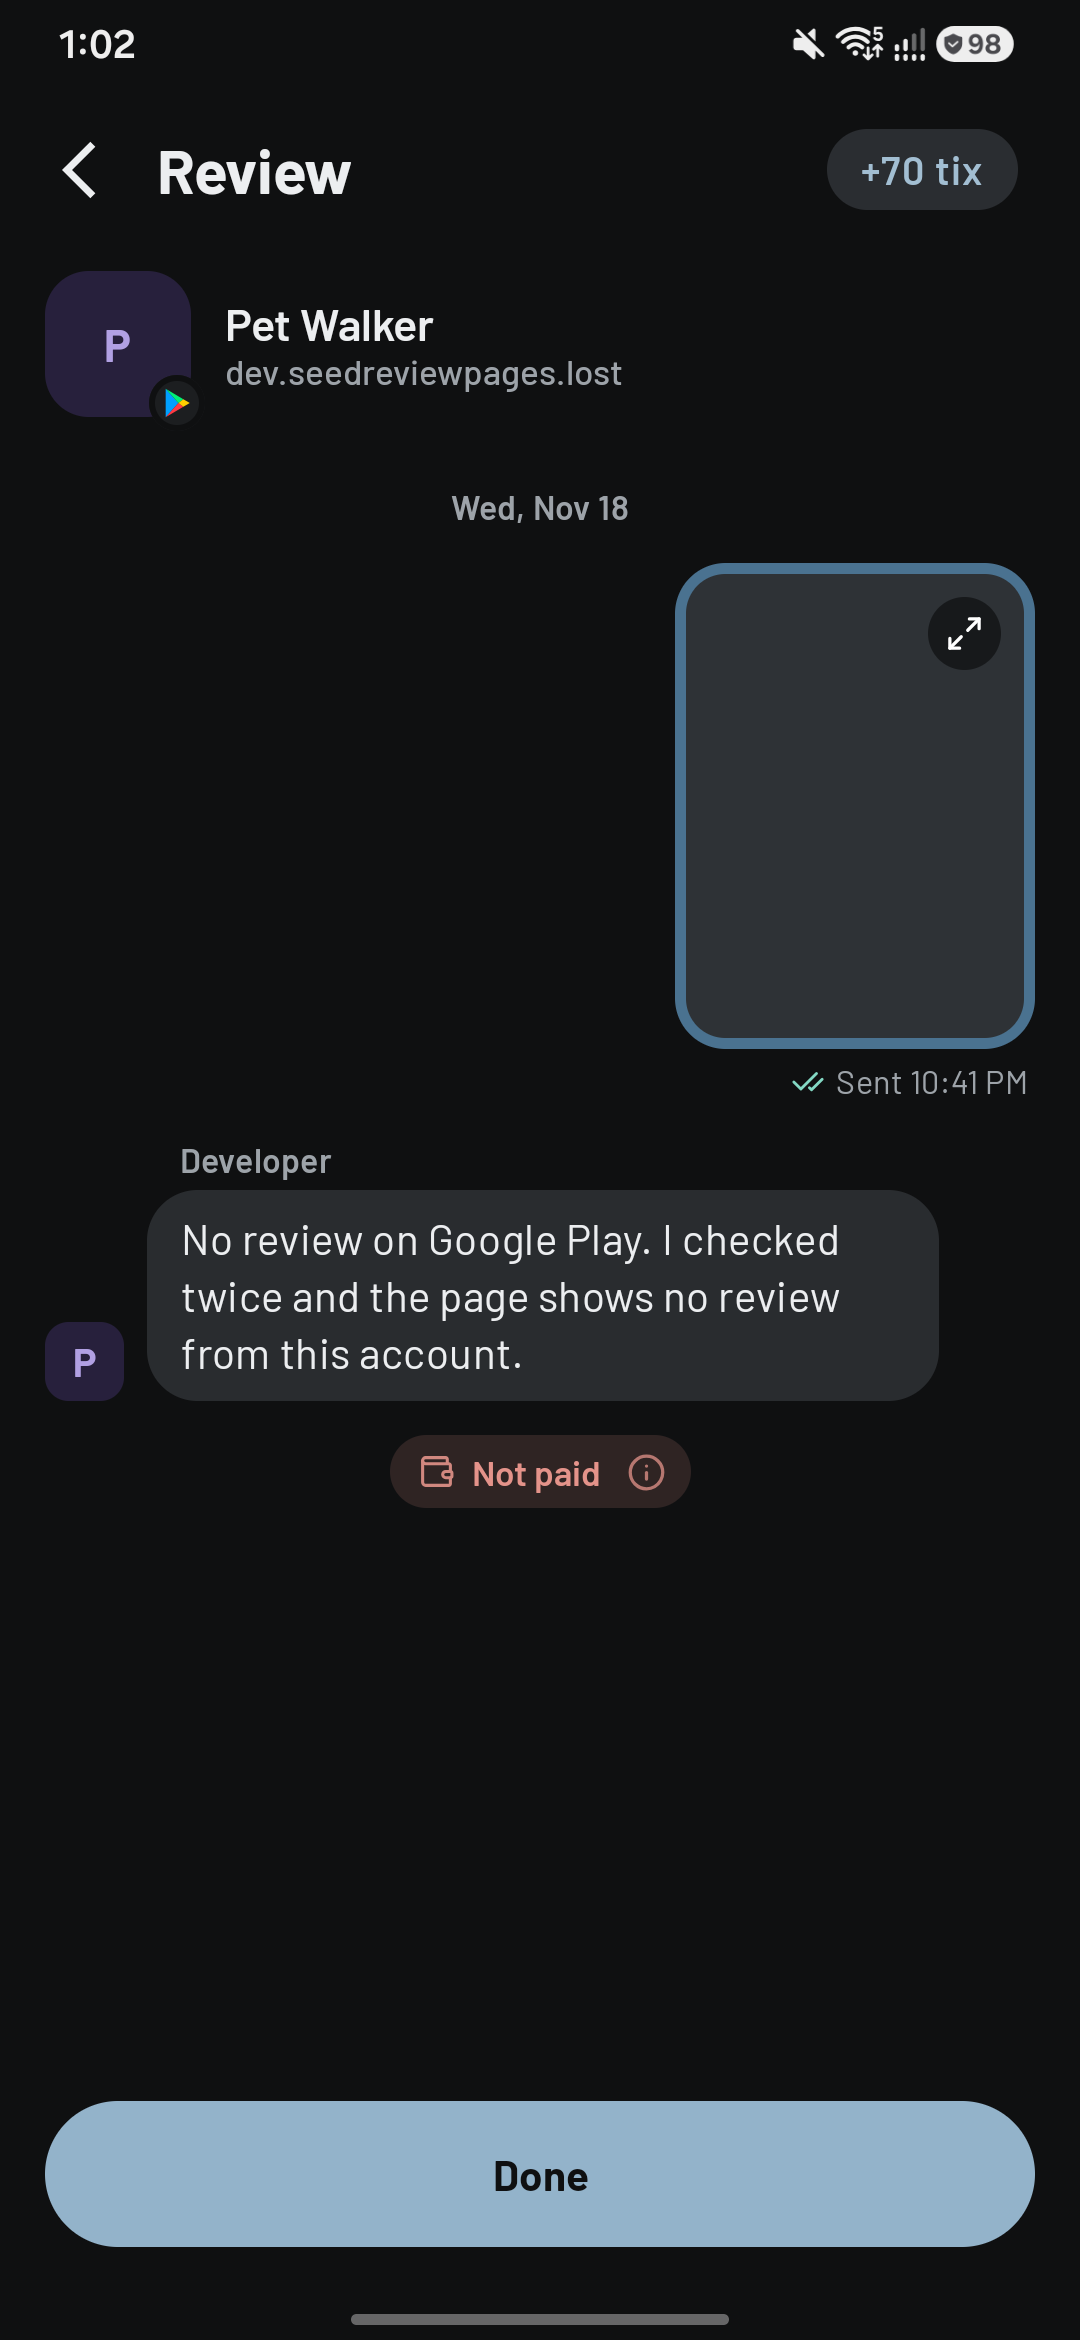 1:02
5
98
Review
+70 tix
P
Pet Walker
dev.seedreviewpages.lost
Wed, Nov 18
Sent 10:41 PM
Developer
No review on Google Play. I checked
twice and the page shows no review
from this account.
P
Not paid
Done